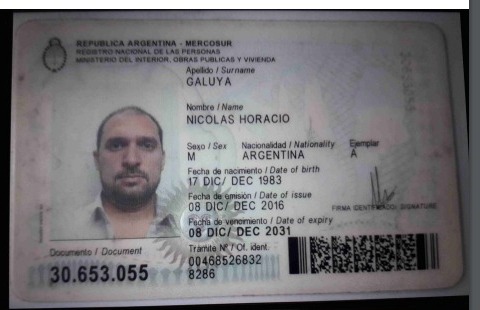 REPUBLICA ARGENTINA - MERCOSUR
REGISTRO NACIONAL DE LAS PERSONAS
MINISTERIO DEL INTERIOR, OBRAS PUBLICAS Y VIVIENDA
Apellido / Surname
GALUYA
Nombre / Name
NICOLAS HORACIO
Sexo / Sex Nacionalidad / Nationality Ejemplar
M ARGENTINA A
Fecha de nacimiento / Date of birth
17 DIC/ DEC 1983
Fecha de emisión / Date of issue
08 DIC/ DEC 2016
FIRMA IDENTIFICADO / SIGNATURE
Fecha de vencimiento / Date of expiry
08 DIC/ DEC 2031
Documento / Document
30.653.055
Trámite Nº / Of. ident.
00468526832
8286